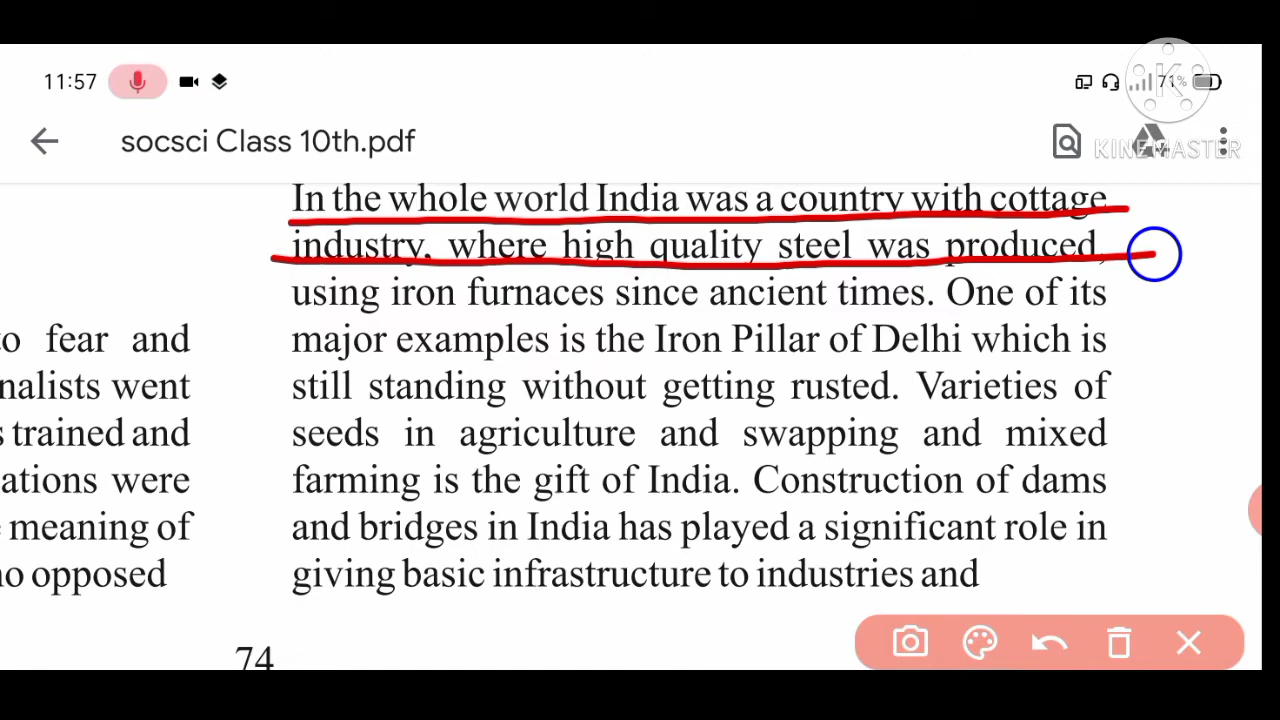 11:57
71%
socsci Class 10th.pdf
KINEMASTER
In the whole world India was a country with cottage
industry, where high quality steel was produced,
using iron furnaces since ancient times. One of its
major examples is the Iron Pillar of Delhi which is
still standing without getting rusted. Varieties of
seeds in agriculture and swapping and mixed
farming is the gift of India. Construction of dams
and bridges in India has played a significant role in
giving basic infrastructure to industries and
to fear and
nalists went
s trained and
ations were
meaning of
no opposed
74